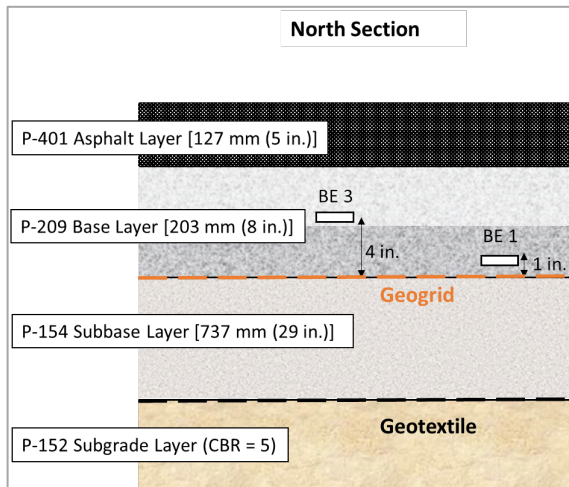 North Section
P-401 Asphalt Layer [127 mm (5 in.)]
BE 3
P-209 Base Layer [203 mm (8 in.)]
BE 1
4 in.
1 in.
Geogrid
P-154 Subbase Layer [737 mm (29 in.)]
Geotextile
P-152 Subgrade Layer (CBR = 5)